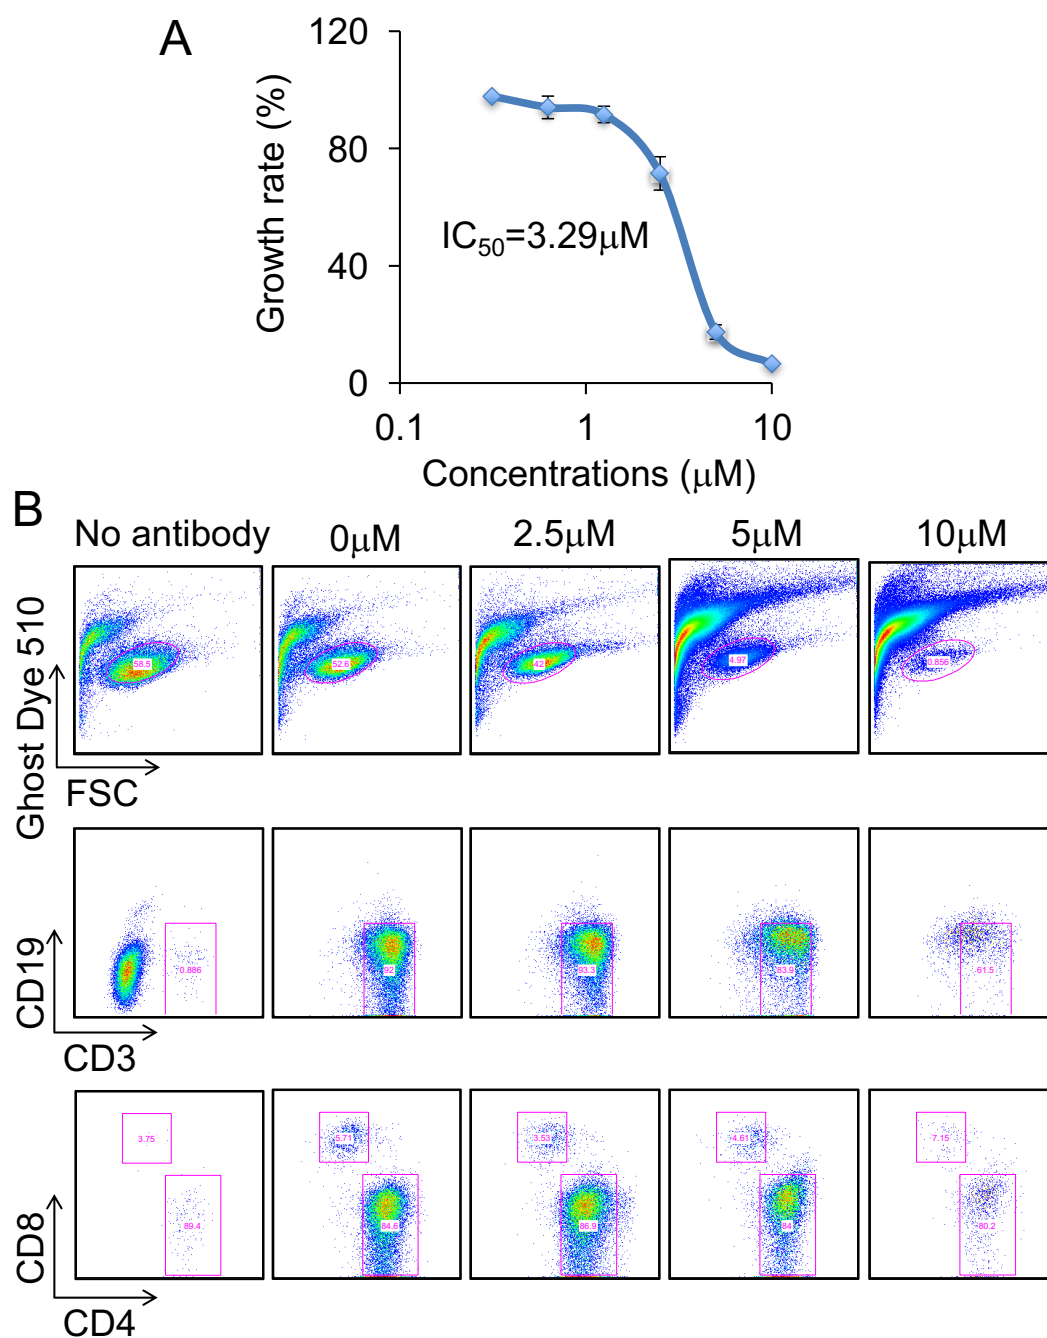 A
120
80
40
0
Growth rate (%)
IC50=3.29μM
0.1 1 10
Concentrations (μM)
B
No antibody 0μM 2.5μM 5μM 10μM
Ghost Dye 510
58.5 52.6 42 4.97 0.856
FSC
CD19
0.886 92 93.3 83.9 61.5
CD3
CD8
3.75 5.71 3.53 4.61 7.15
89.4 84.6 86.9 84 80.2
CD4